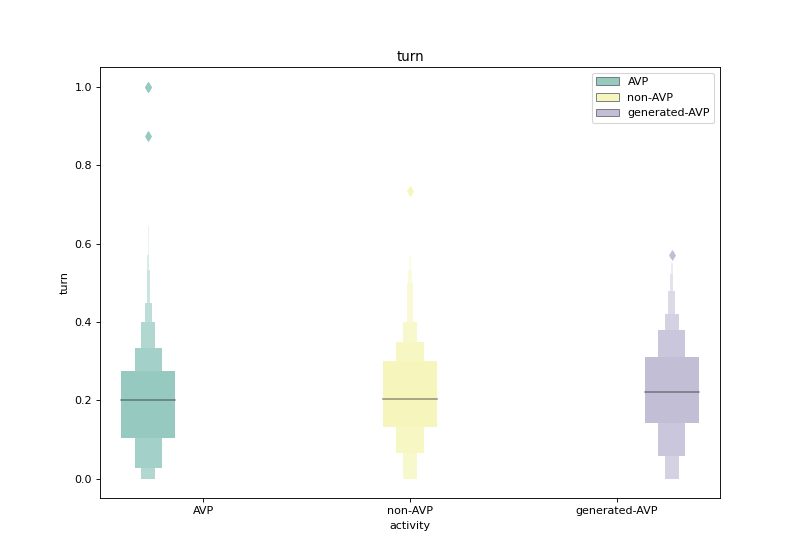 turn
AVP
non-AVP
generated-AVP
1.0
0.8
0.6
0.4
0.2
0.0
turn
AVP
non-AVP
generated-AVP
activity